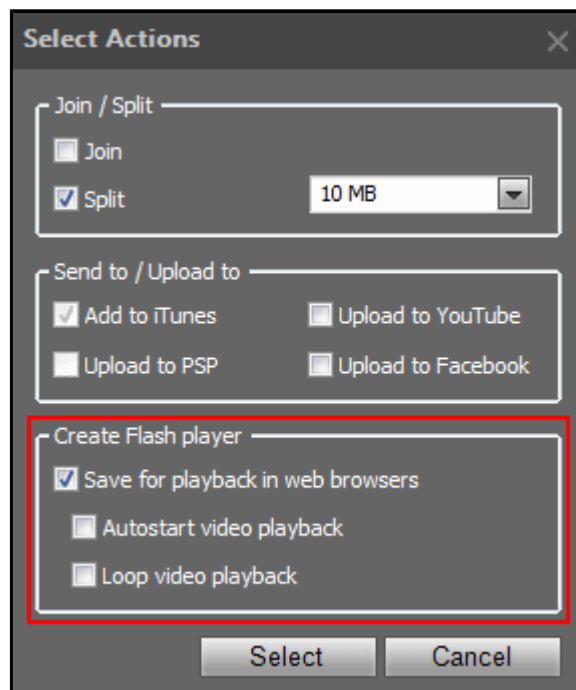 Select Actions
Join / Split
Join
Split
10 MB
Send to / Upload to
Add to iTunes
Upload to YouTube
Upload to PSP
Upload to Facebook
Create Flash player
Save for playback in web browsers
Autostart video playback
Loop video playback
Select
Cancel